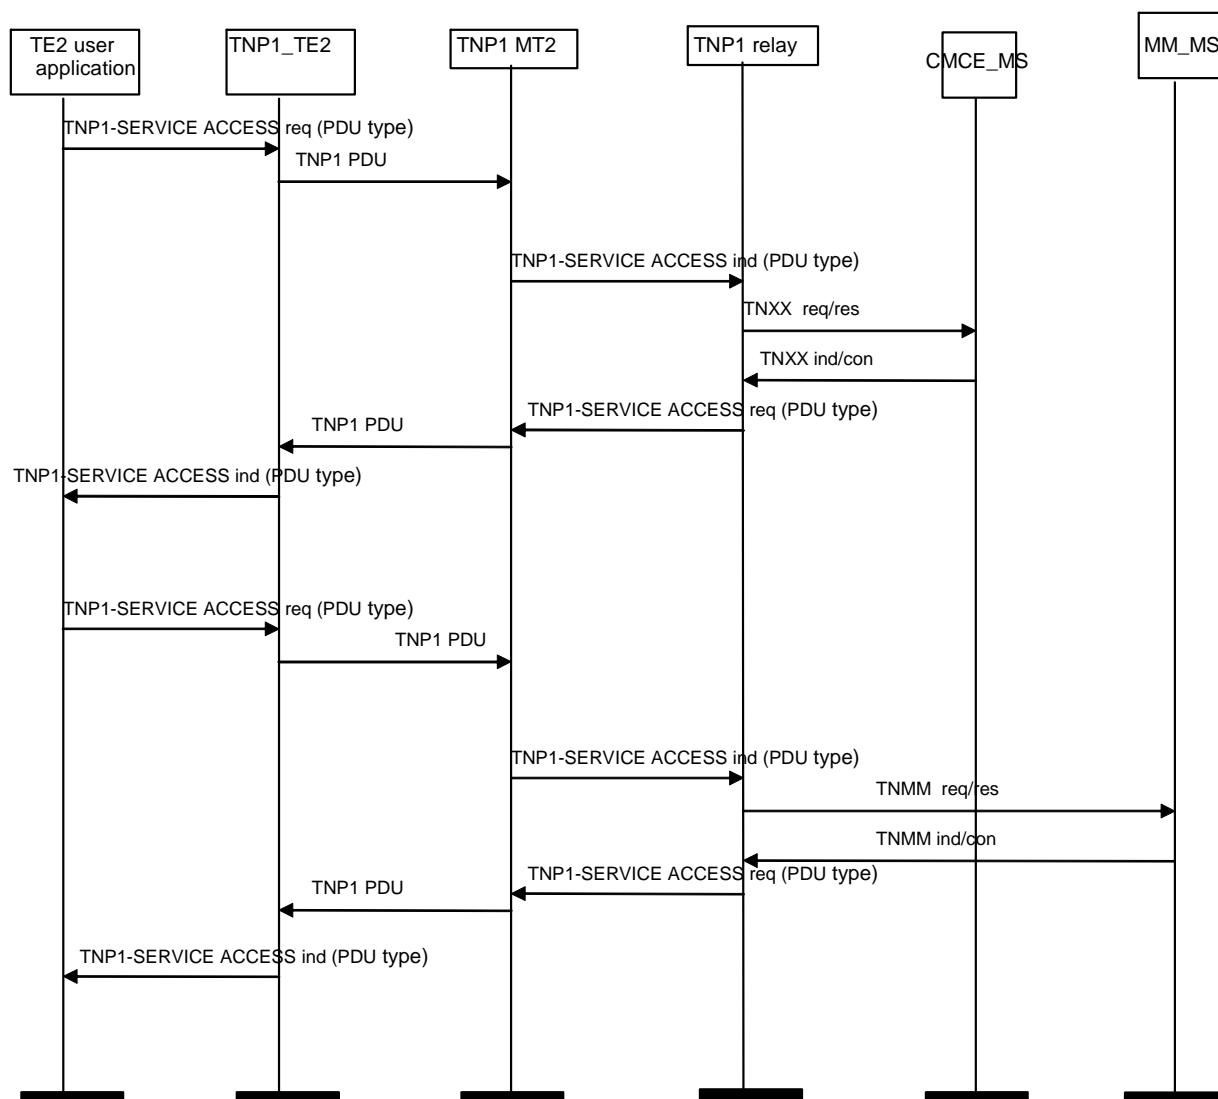 TE2 user
application
TNP1_TE2
TNP1 MT2
TNP1 relay
CMCE_MS
MM_MS
TNP1-SERVICE ACCESS req (PDU type)
TNP1 PDU
TNP1-SERVICE ACCESS ind (PDU type)
TNXX req/res
TNXX ind/con
TNP1-SERVICE ACCESS req (PDU type)
TNP1 PDU
TNP1-SERVICE ACCESS ind (PDU type)
TNP1-SERVICE ACCESS req (PDU type)
TNP1 PDU
TNP1-SERVICE ACCESS ind (PDU type)
TNMM req/res
TNMM ind/con
TNP1-SERVICE ACCESS req (PDU type)
TNP1 PDU
TNP1-SERVICE ACCESS ind (PDU type)